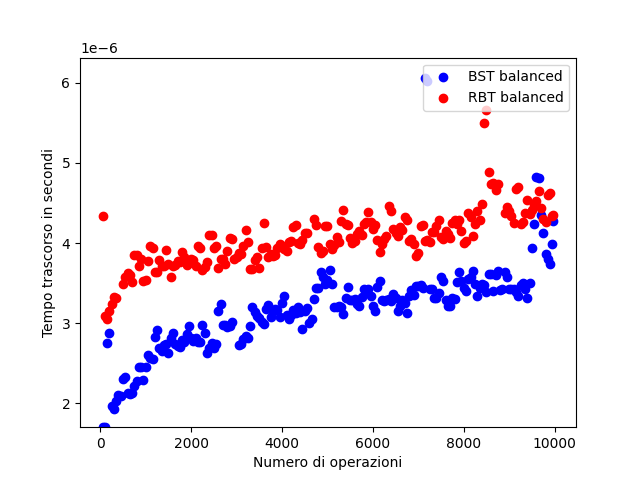 1e−6
BST balanced
RBT balanced
6
5
4
3
2
Tempo trascorso in secondi
0 2000 4000 6000 8000 10000
Numero di operazioni